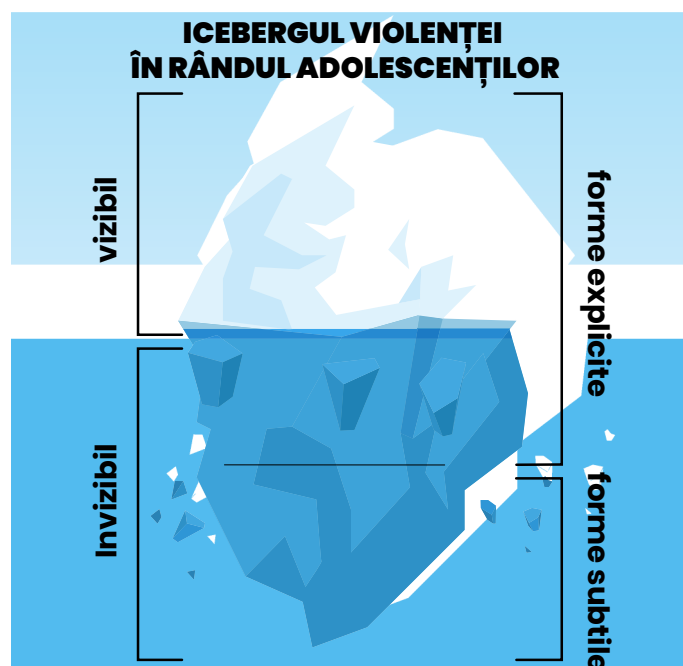 ICEBERGUL VIOLENȚEI
ÎN RÂNDUL ADOLESCENȚILOR
vizibil
forme explicite
Invizibil
forme subtile